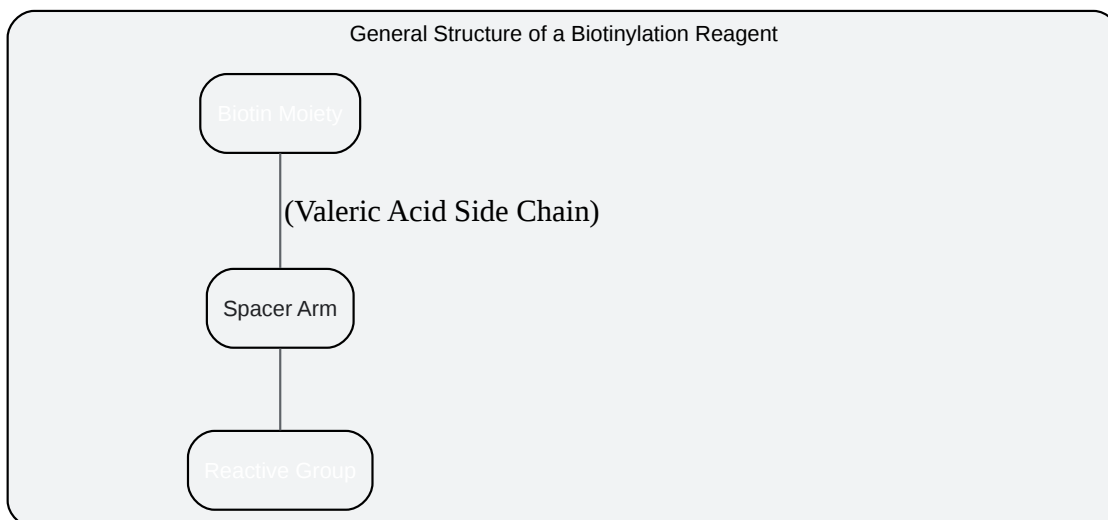 General Structure of a Biotinylation Reagent
Biotin Moiety
(Valeric Acid Side Chain)
Spacer Arm
Reactive Group